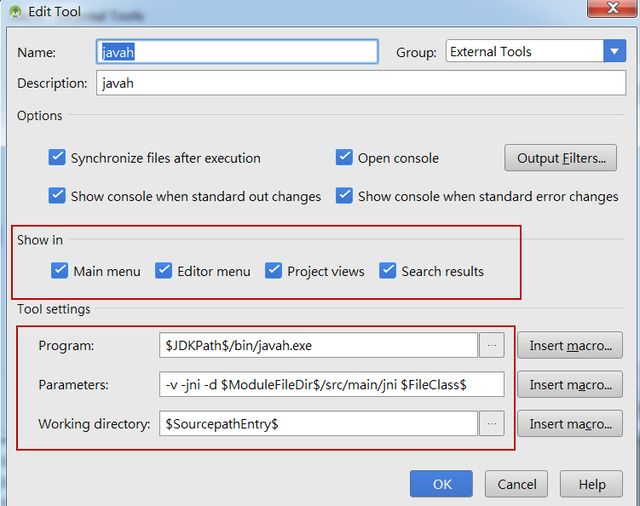 Edit Tool
Name: javah Group: External Tools
Description: javah
Options
Synchronize files after execution Open console Output Filters...
Show console when standard out changes Show console when standard error changes
Show in
Main menu Editor menu Project views Search results
Tool settings
Program: $JDKPath$/bin/javah.exe ... Insert macro...
Parameters: -v -jni -d $ModuleFileDir$/src/main/jni $FileClass$ Insert macro...
Working directory: $SourcepathEntry$ ... Insert macro...
OK Cancel Help